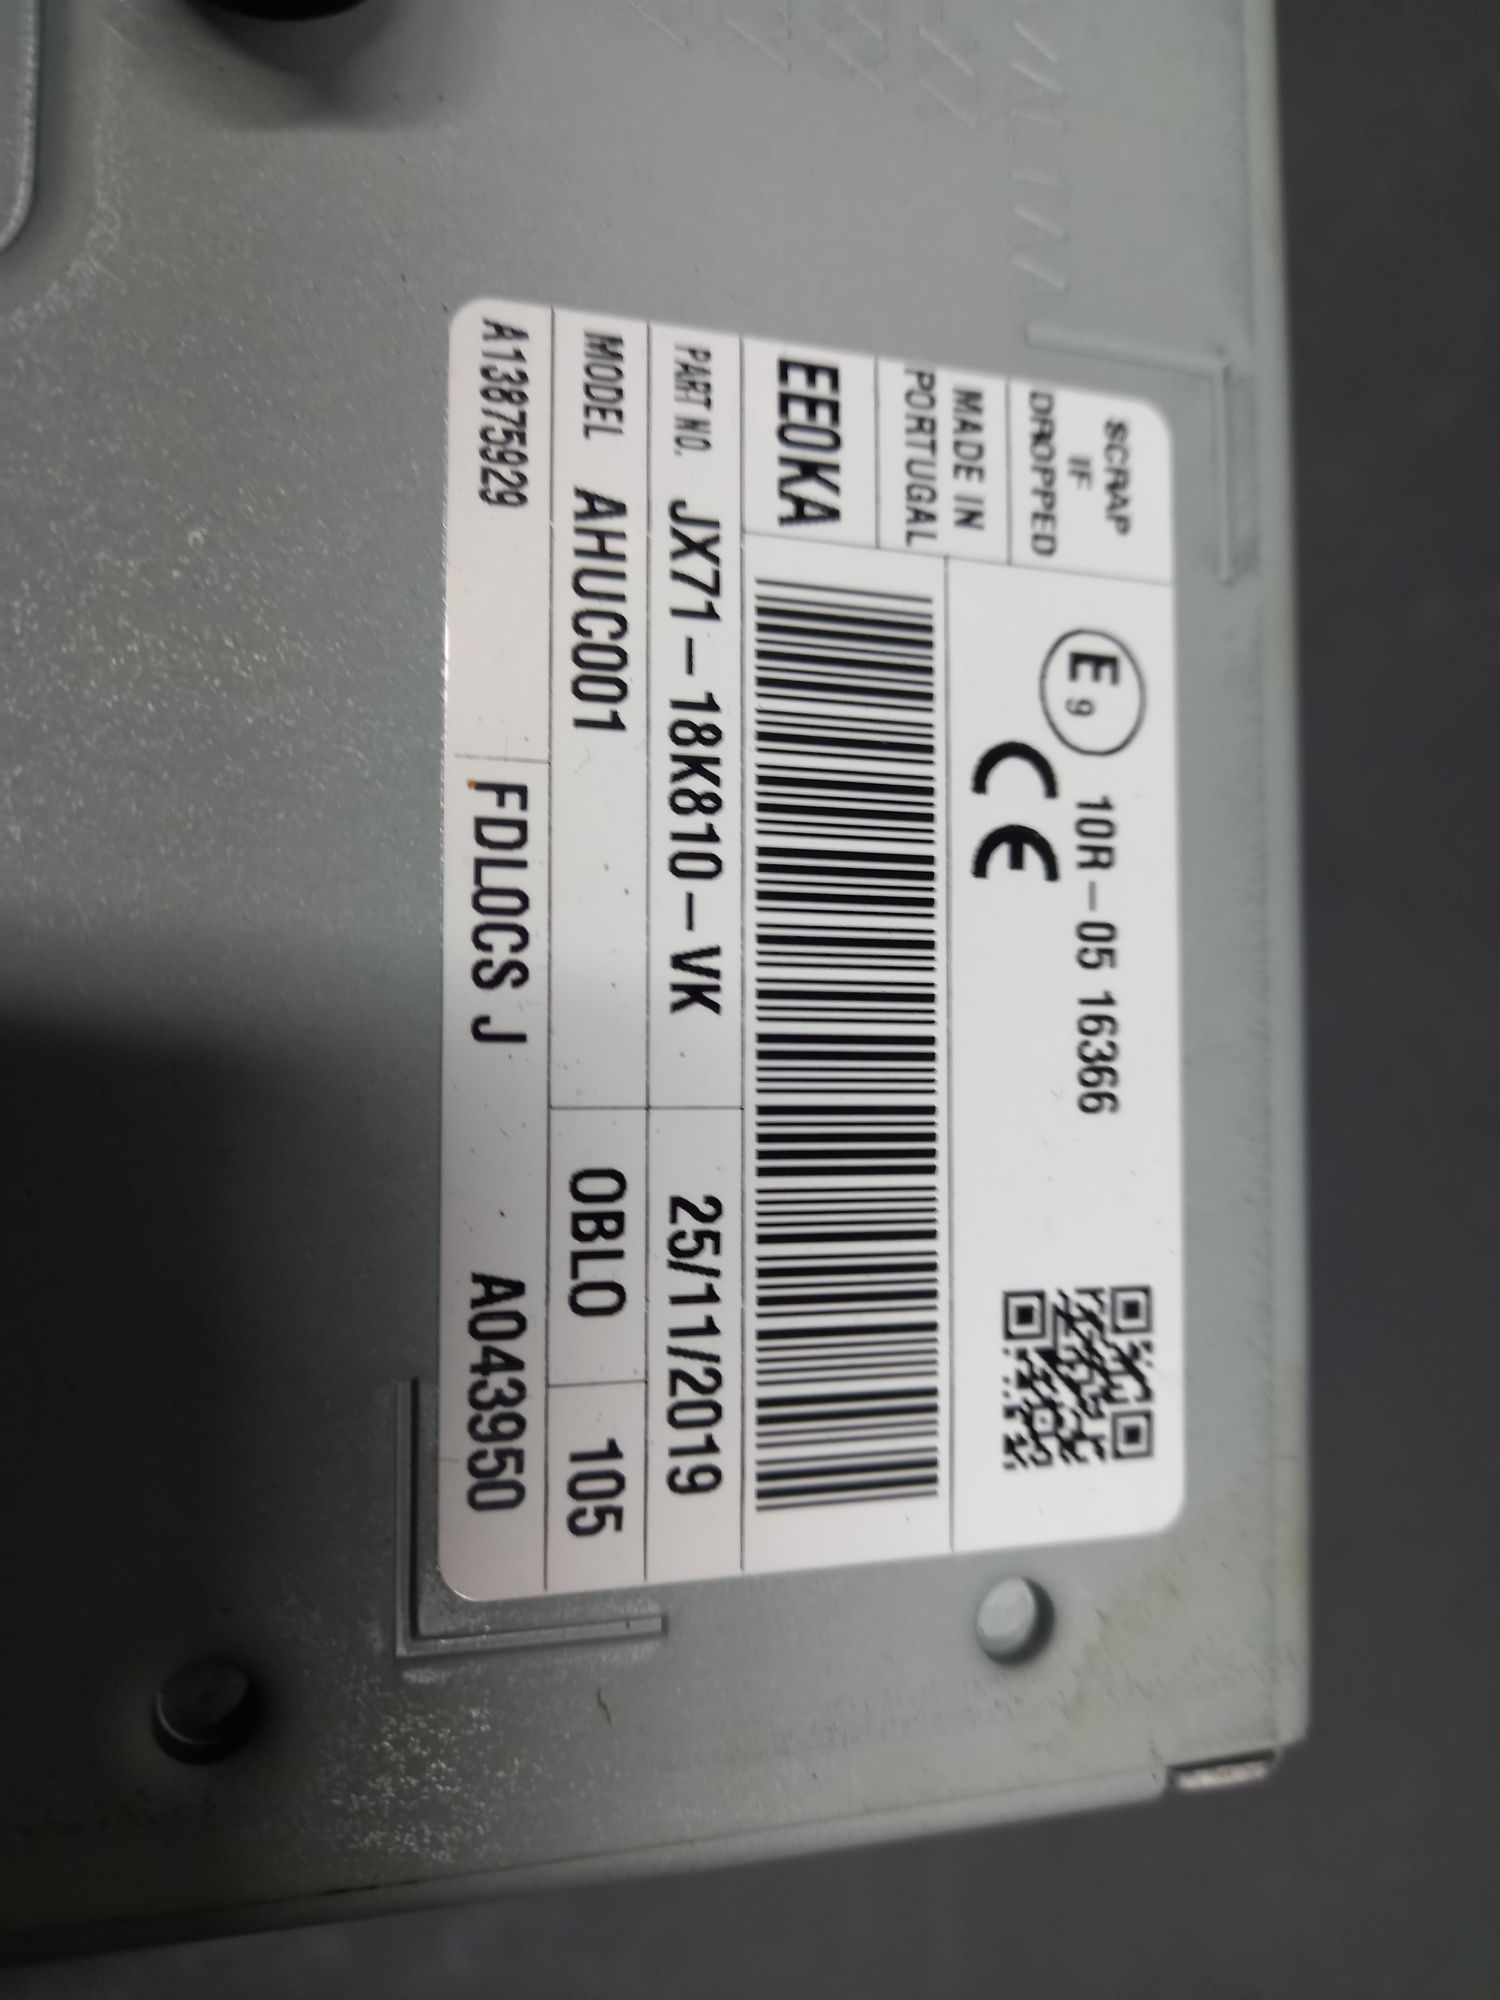 SCRAP
IF
DROPPED
E9
10R-05 16366
CE
MADE IN
PORTUGAL
EEOKA
PART NO. JX71-18K810-VK 25/11/2019
MODEL AHUC001 OBLO 105
A13875929 FDLOCS J A043950